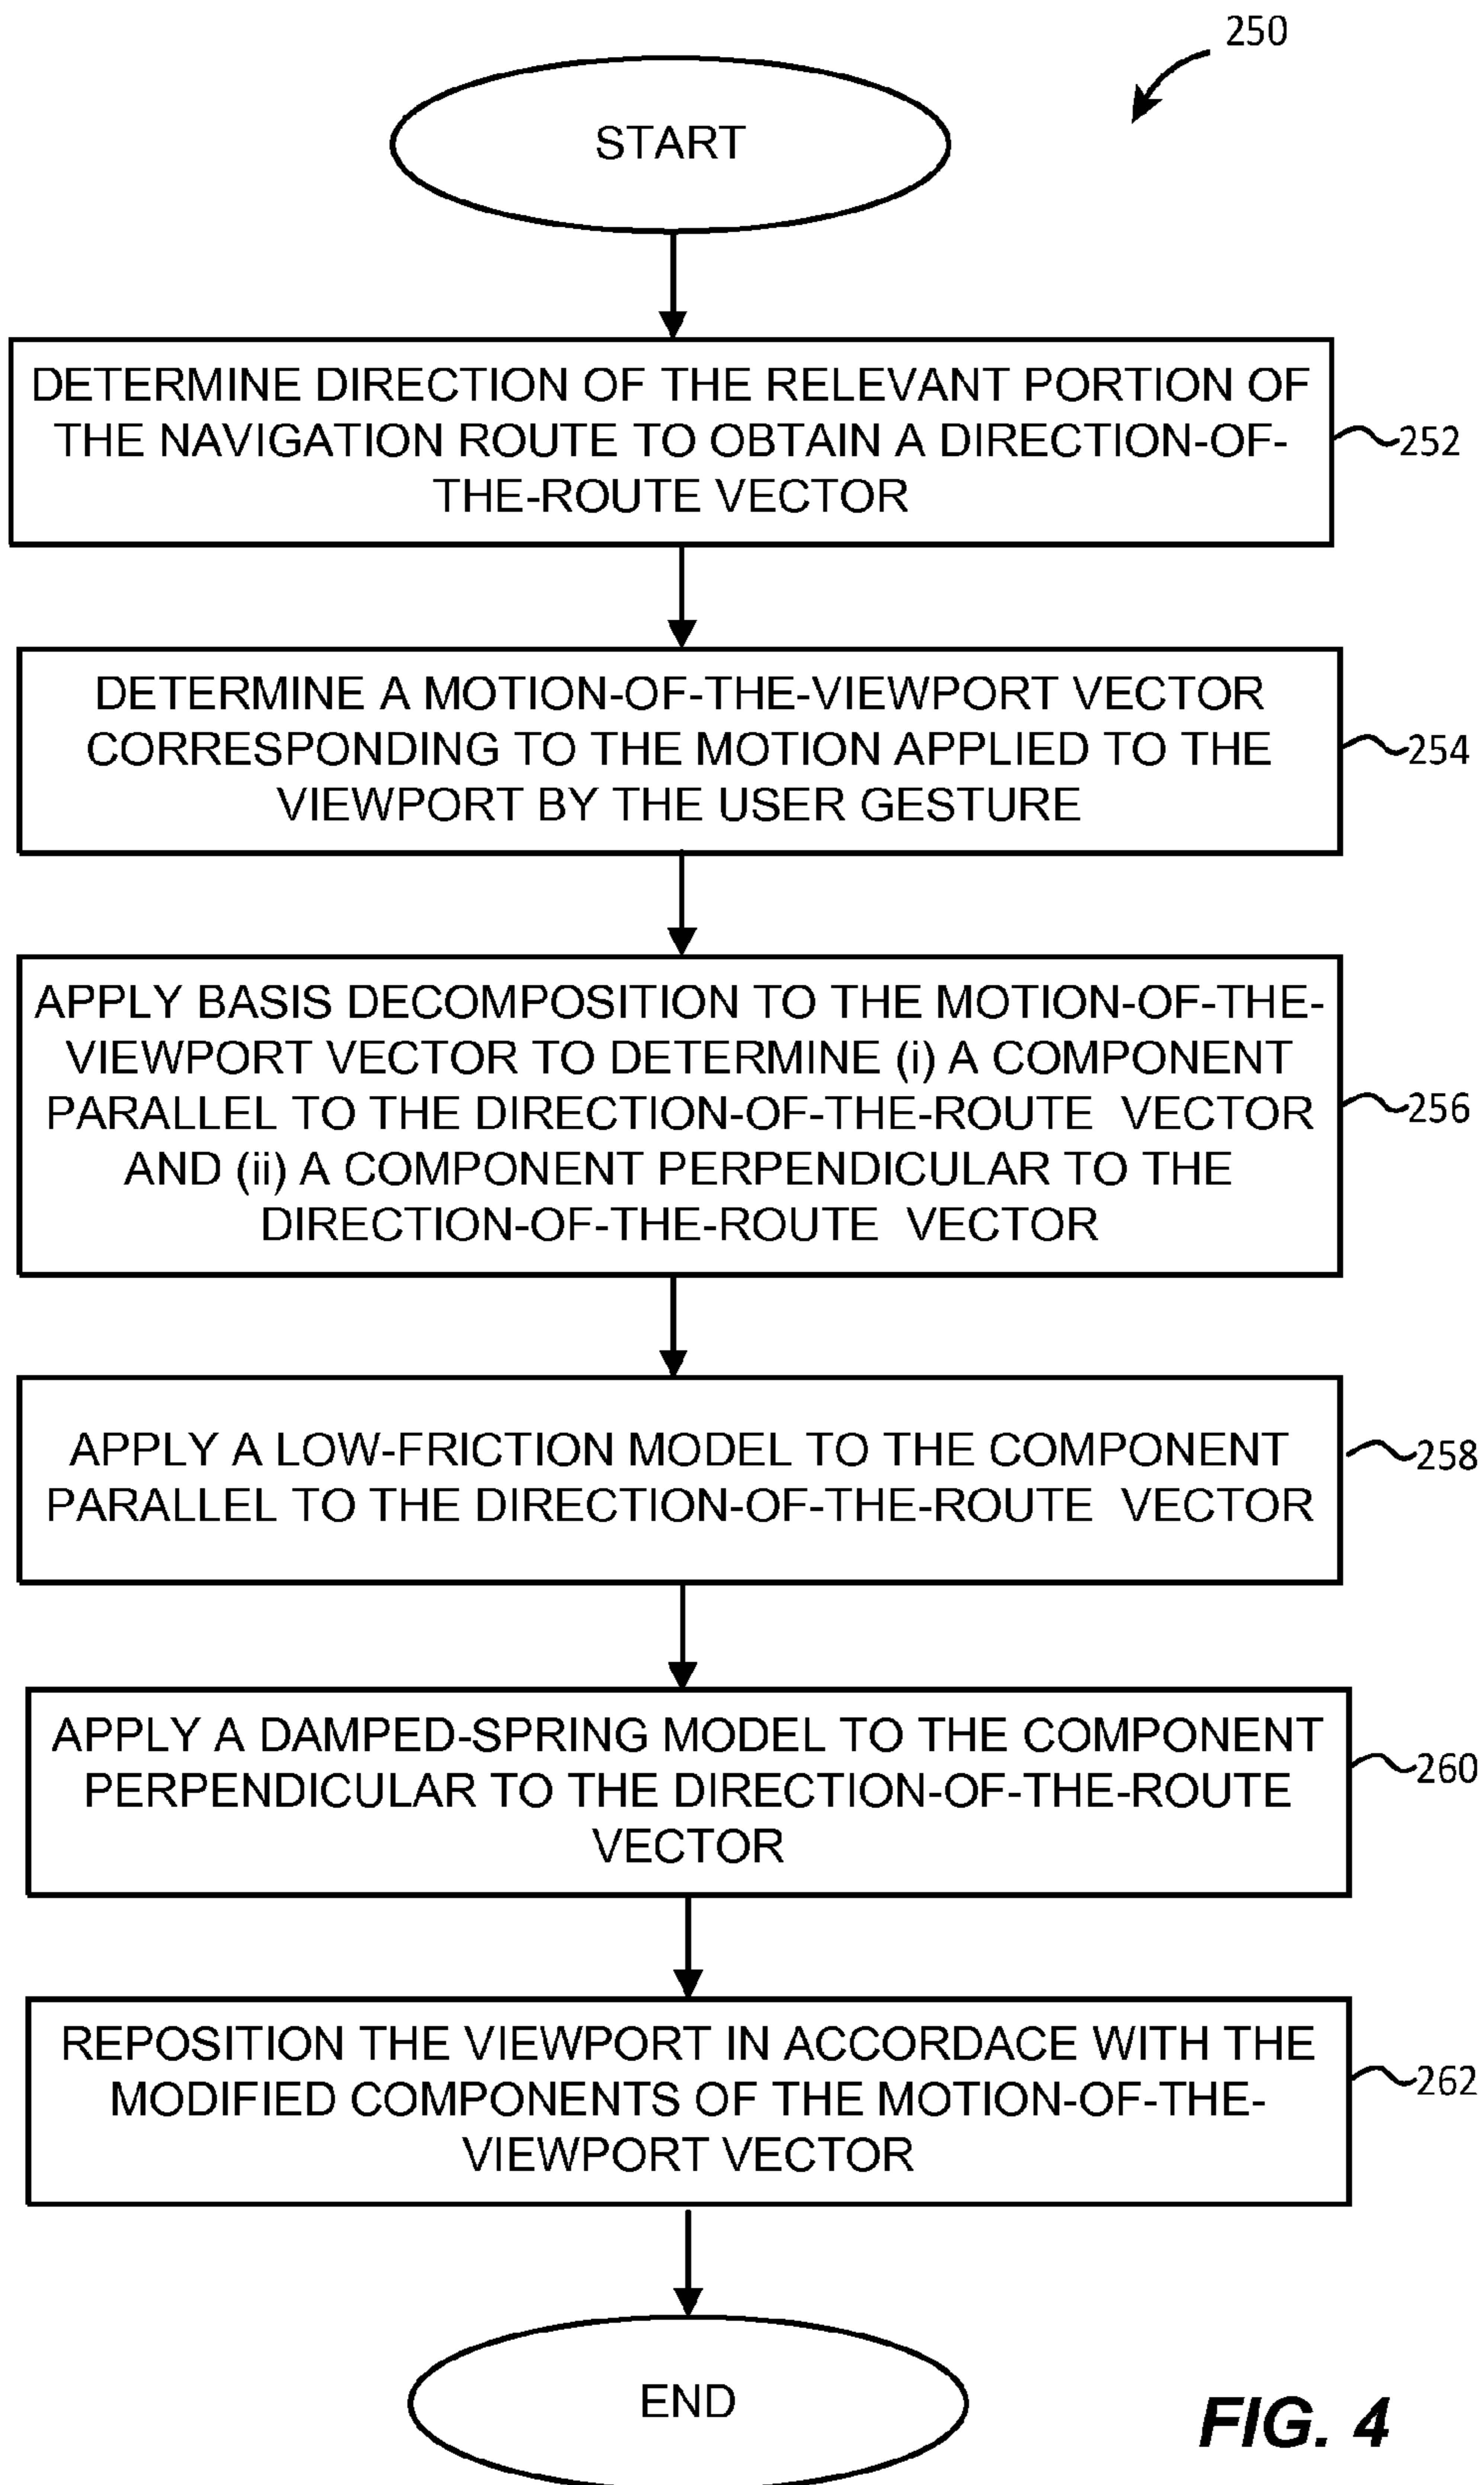 250
START
DETERMINE DIRECTION OF THE RELEVANT PORTION OF
THE NAVIGATION ROUTE TO OBTAIN A DIRECTION-OF-
THE-ROUTE VECTOR
252
DETERMINE A MOTION-OF-THE-VIEWPORT VECTOR
CORRESPONDING TO THE MOTION APPLIED TO THE
VIEWPORT BY THE USER GESTURE
254
APPLY BASIS DECOMPOSITION TO THE MOTION-OF-THE-
VIEWPORT VECTOR TO DETERMINE (i) A COMPONENT
PARALLEL TO THE DIRECTION-OF-THE-ROUTE VECTOR
AND (ii) A COMPONENT PERPENDICULAR TO THE
DIRECTION-OF-THE-ROUTE VECTOR
256
APPLY A LOW-FRICTION MODEL TO THE COMPONENT
PARALLEL TO THE DIRECTION-OF-THE-ROUTE VECTOR
258
APPLY A DAMPED-SPRING MODEL TO THE COMPONENT
PERPENDICULAR TO THE DIRECTION-OF-THE-ROUTE
VECTOR
260
REPOSITION THE VIEWPORT IN ACCORDACE WITH THE
MODIFIED COMPONENTS OF THE MOTION-OF-THE-
VIEWPORT VECTOR
262
END
FIG. 4